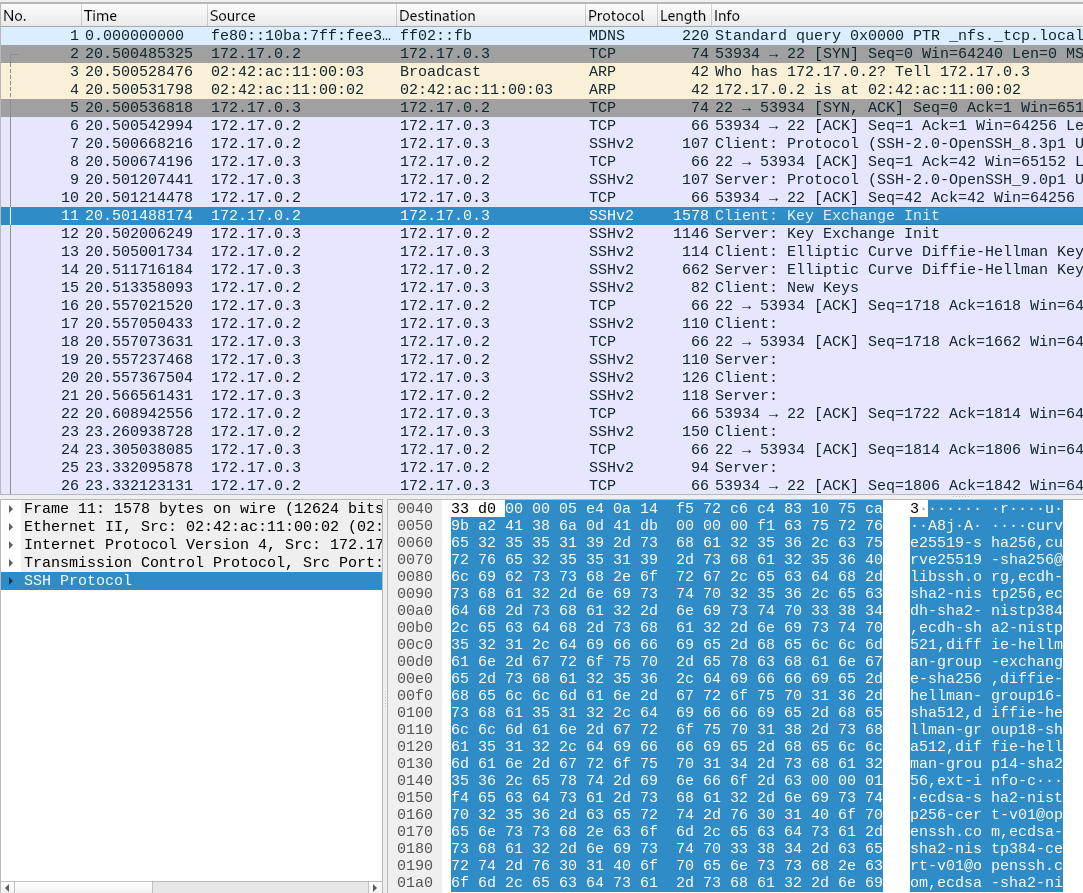 No. Time Source Destination Protocol Length Info
1 0.000000000 fe80::10ba:7ff:fee3… ff02::fb MDNS 220 Standard query 0x0000 PTR _nfs._tcp.local
2 20.500485325 172.17.0.2 172.17.0.3 TCP 74 53934 → 22 [SYN] Seq=0 Win=64240 Len=0 MS
3 20.500528476 02:42:ac:11:00:03 Broadcast ARP 42 Who has 172.17.0.2? Tell 172.17.0.3
4 20.500531798 02:42:ac:11:00:02 02:42:ac:11:00:03 ARP 42 172.17.0.2 is at 02:42:ac:11:00:02
5 20.500536818 172.17.0.3 172.17.0.2 TCP 74 22 → 53934 [SYN, ACK] Seq=0 Ack=1 Win=651
6 20.500542994 172.17.0.2 172.17.0.3 TCP 66 53934 → 22 [ACK] Seq=1 Ack=1 Win=64256 Le
7 20.500668216 172.17.0.2 172.17.0.3 SSHv2 107 Client: Protocol (SSH-2.0-OpenSSH_8.3p1 U
8 20.500674196 172.17.0.3 172.17.0.2 TCP 66 22 → 53934 [ACK] Seq=1 Ack=42 Win=65152 L
9 20.501207441 172.17.0.3 172.17.0.2 SSHv2 107 Server: Protocol (SSH-2.0-OpenSSH_9.0p1 U
10 20.501214478 172.17.0.2 172.17.0.3 TCP 66 53934 → 22 [ACK] Seq=42 Ack=42 Win=64256
11 20.501488174 172.17.0.2 172.17.0.3 SSHv2 1578 Client: Key Exchange Init
12 20.502006249 172.17.0.3 172.17.0.2 SSHv2 1146 Server: Key Exchange Init
13 20.505001734 172.17.0.2 172.17.0.3 SSHv2 114 Client: Elliptic Curve Diffie-Hellman Key
14 20.511716184 172.17.0.3 172.17.0.2 SSHv2 662 Server: Elliptic Curve Diffie-Hellman Key
15 20.513358093 172.17.0.2 172.17.0.3 SSHv2 82 Client: New Keys
16 20.557021520 172.17.0.3 172.17.0.2 TCP 66 22 → 53934 [ACK] Seq=1718 Ack=1618 Win=64
17 20.557050433 172.17.0.2 172.17.0.3 SSHv2 110 Client:
18 20.557073631 172.17.0.3 172.17.0.2 TCP 66 22 → 53934 [ACK] Seq=1718 Ack=1662 Win=64
19 20.557237468 172.17.0.3 172.17.0.2 SSHv2 110 Server:
20 20.557367504 172.17.0.2 172.17.0.3 SSHv2 126 Client:
21 20.566561431 172.17.0.3 172.17.0.2 SSHv2 118 Server:
22 20.608942556 172.17.0.2 172.17.0.3 TCP 66 53934 → 22 [ACK] Seq=1722 Ack=1814 Win=64
23 23.260938728 172.17.0.2 172.17.0.3 SSHv2 150 Client:
24 23.305038085 172.17.0.3 172.17.0.2 TCP 66 22 → 53934 [ACK] Seq=1814 Ack=1806 Win=64
25 23.332095878 172.17.0.3 172.17.0.2 SSHv2 94 Server:
26 23.332123131 172.17.0.2 172.17.0.3 TCP 66 53934 → 22 [ACK] Seq=1806 Ack=1842 Win=64
Frame 11: 1578 bytes on wire (12624 bits
Ethernet II, Src: 02:42:ac:11:00:02 (02:
Internet Protocol Version 4, Src: 172.17
Transmission Control Protocol, Src Port:
SSH Protocol
0040 33 d0 00 00 05 e4 0a 14 f5 72 c6 c4 83 10 75 ca 3······· ·r····u·
0050 9b a2 41 38 6a 0d 41 db 00 00 00 f1 63 75 72 76 ··A8j·A· ····curv
0060 65 32 35 35 31 39 2d 73 68 61 32 35 36 2c 63 75 e25519-s ha256,cu
0070 72 76 65 32 35 35 31 39 2d 73 68 61 32 35 36 40 rve25519 -sha256@
0080 6c 69 62 73 73 68 2e 6f 72 67 2c 65 63 64 68 2d libssh.o rg,ecdh-
0090 73 68 61 32 2d 6e 69 73 74 70 32 35 36 2c 65 63 sha2-nis tp256,ec
00a0 64 68 2d 73 68 61 32 2d 6e 69 73 74 70 33 38 34 dh-sha2- nistp384
00b0 2c 65 63 64 68 2d 73 68 61 32 2d 6e 69 73 74 70 ,ecdh-sh a2-nistp
00c0 35 32 31 2c 64 69 66 66 69 65 2d 68 65 6c 6c 6d 521,diff ie-hellm
00d0 61 6e 2d 67 72 6f 75 70 2d 65 78 63 68 61 6e 67 an-group -exchang
00e0 65 2d 73 68 61 32 35 36 2c 64 69 66 66 69 65 2d e-sha256 ,diffie-
00f0 68 65 6c 6c 6d 61 6e 2d 67 72 6f 75 70 31 36 2d hellman- group16-
0100 73 68 61 35 31 32 2c 64 69 66 66 69 65 2d 68 65 sha512,d iffie-he
0110 6c 6c 6d 61 6e 2d 67 72 6f 75 70 31 38 2d 73 68 llman-gr oup18-sh
0120 61 35 31 32 2c 64 69 66 66 69 65 2d 68 65 6c 6c a512,dif fie-hell
0130 6d 61 6e 2d 67 72 6f 75 70 31 34 2d 73 68 61 32 man-grou p14-sha2
0140 35 36 2c 65 78 74 2d 69 6e 66 6f 2d 63 00 00 01 56,ext-i nfo-c···
0150 f4 65 63 64 73 61 2d 73 68 61 32 2d 6e 69 73 74 ·ecdsa-s ha2-nist
0160 70 32 35 36 2d 63 65 72 74 2d 76 30 31 40 6f 70 p256-cer t-v01@op
0170 65 6e 73 73 68 2e 63 6f 6d 2c 65 63 64 73 61 2d enssh.co m,ecdsa-
0180 73 68 61 32 2d 6e 69 73 74 70 33 38 34 2d 63 65 sha2-nis tp384-ce
0190 72 74 2d 76 30 31 40 6f 70 65 6e 73 73 68 2e 63 rt-v01@o penssh.c
01a0 6f 6d 2c 65 63 64 73 61 2d 73 68 61 32 2d 6e 69 om,ecdsa -sha2-ni